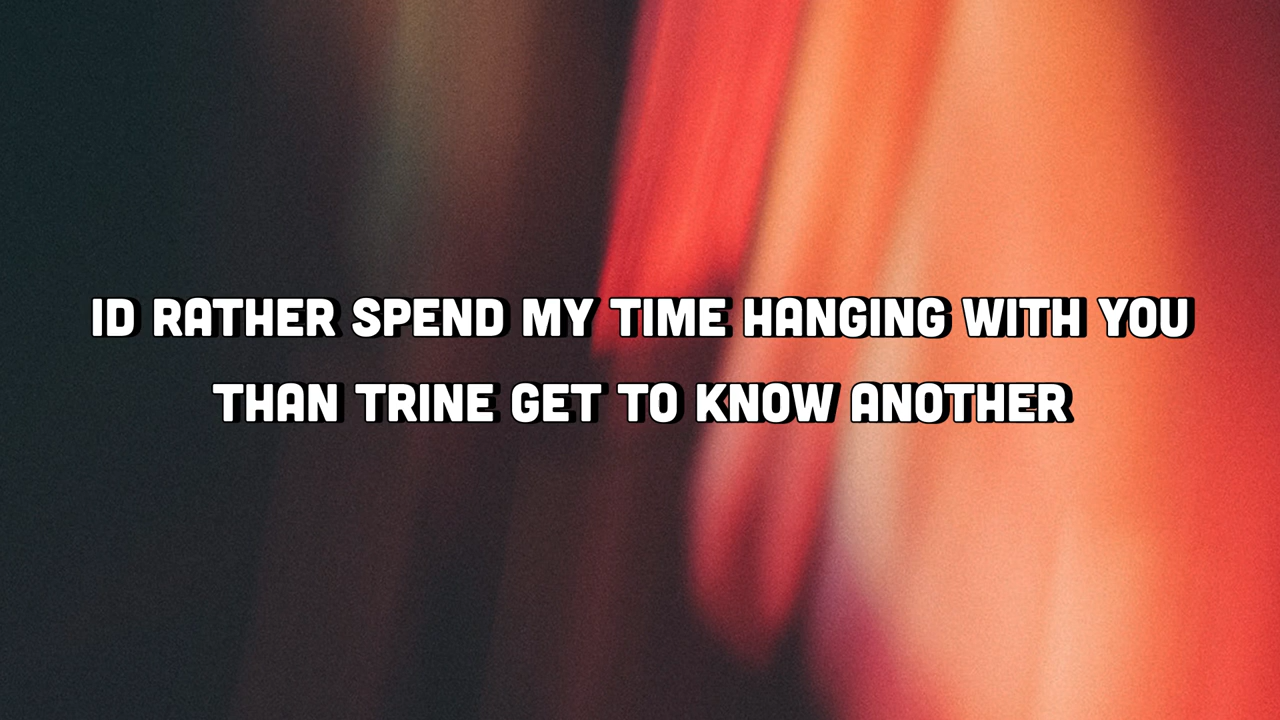 ID RATHER SPEND MY TIME HANGING WITH YOU
THAN TRINE GET TO KNOW ANOTHER